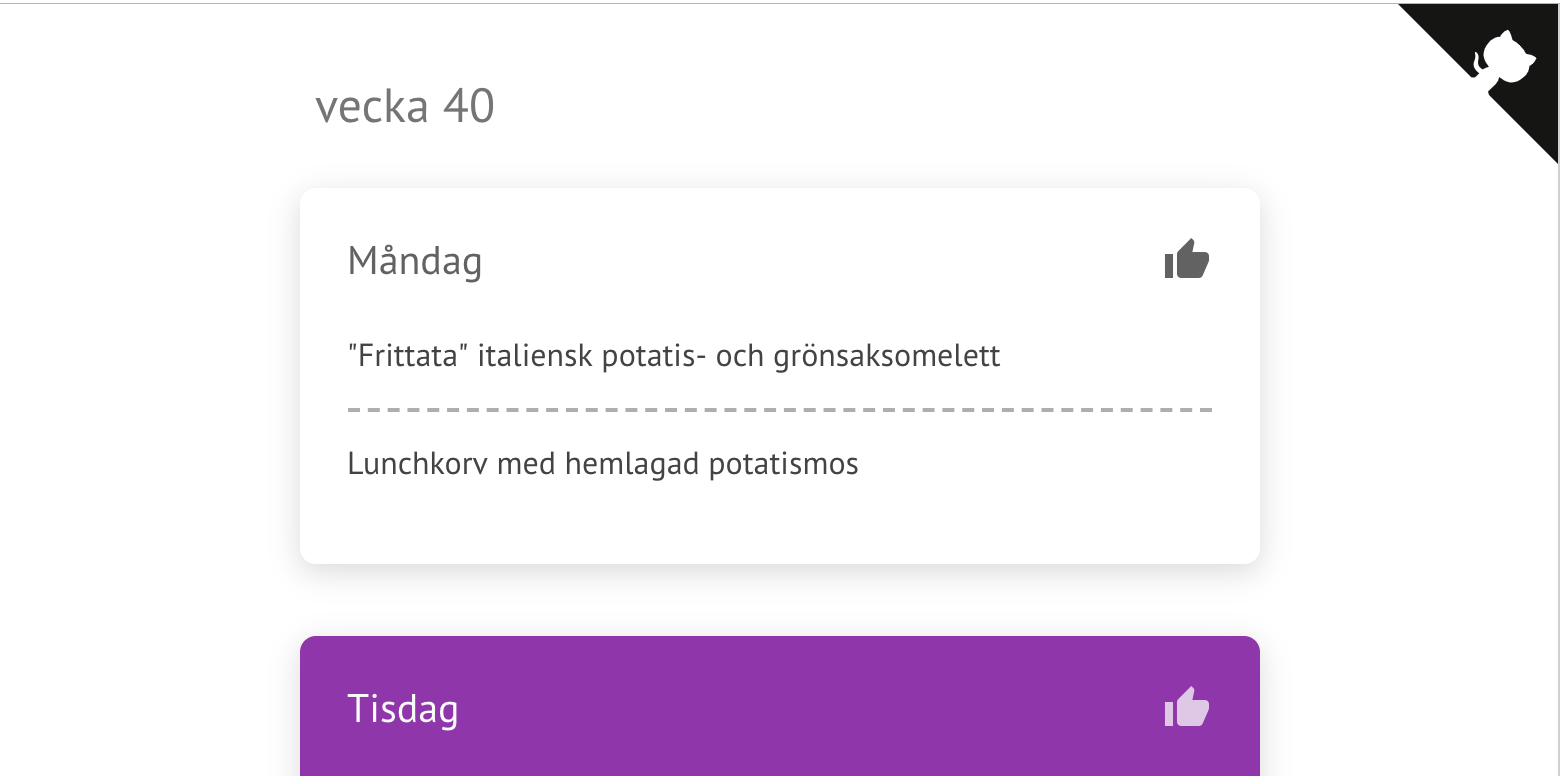 vecka 40
Måndag
"Frittata" italiensk potatis- och grönsaksomelett
Lunchkorv med hemlagad potatismos
Tisdag